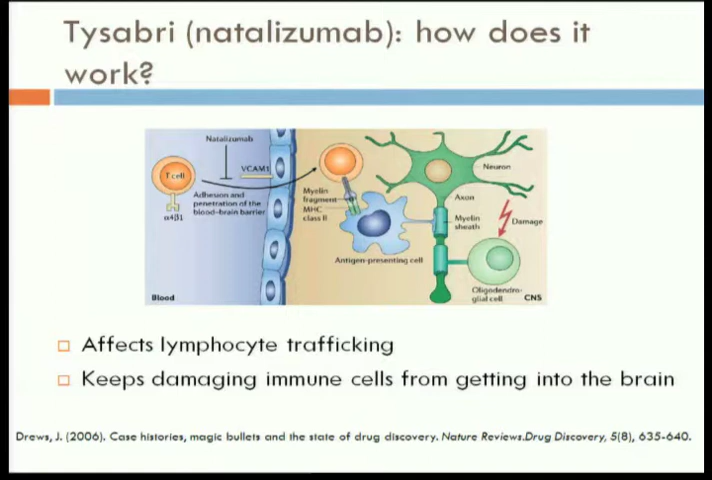 Tysabri (natalizumab): how does it
work?
Natalizumab
T cell
VCAM1
Adhesion and
penetration of the
blood–brain barrier
α4β1
Blood
Myelin
fragment
MHC
class II
Antigen-presenting cell
Neuron
Axon
Myelin
sheath
Damage
Oligodendro-
glial cell
CNS
Affects lymphocyte trafficking
Keeps damaging immune cells from getting into the brain
Drews, J. (2006). Case histories, magic bullets and the state of drug discovery. Nature Reviews.Drug Discovery, 5(8), 635-640.